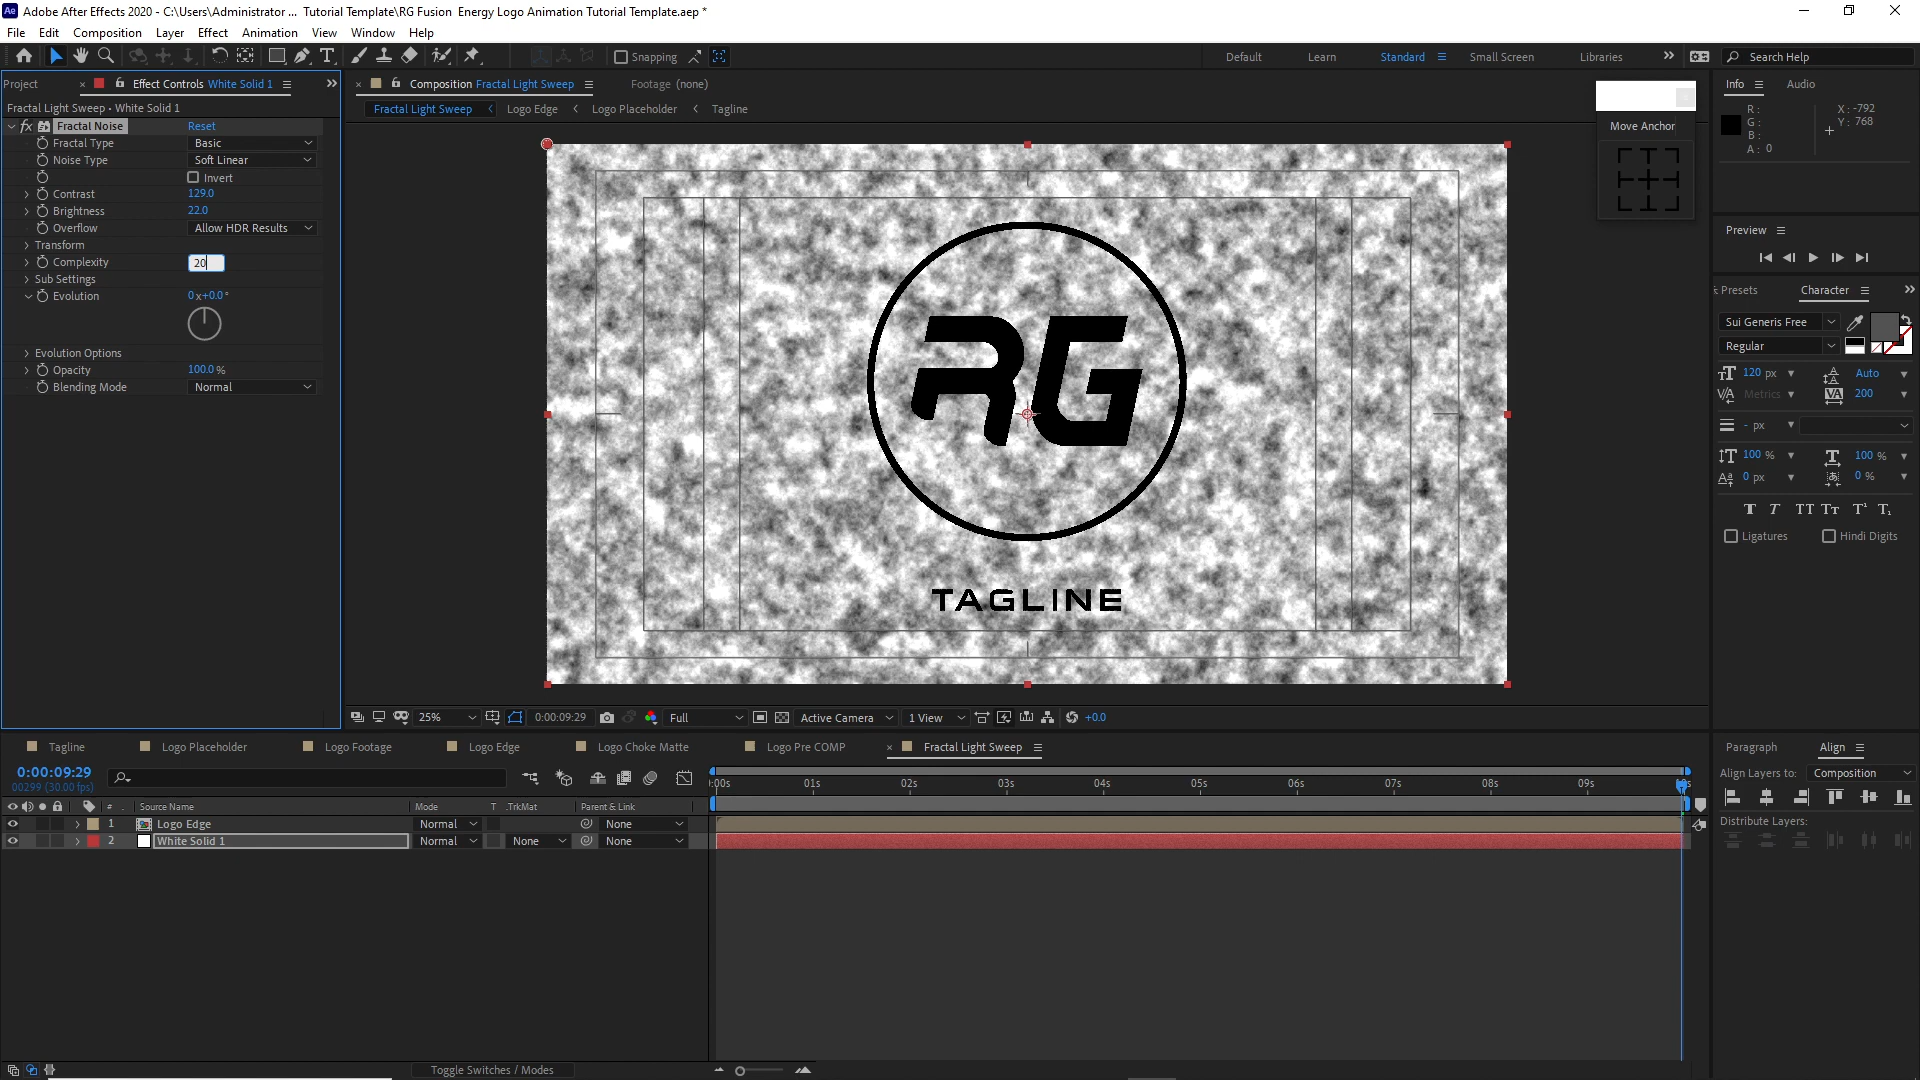 Adobe After Effects 2020 - C:\Users\Administrator ... Tutorial Template\RG Fusion Energy Logo Animation Tutorial Template.aep *
File Edit Composition Layer Effect Animation View Window Help
Snapping
Default Learn Standard Small Screen Libraries Search Help
Project Effect Controls White Solid 1
Composition Fractal Light Sweep Footage (none)
Info Audio
Fractal Light Sweep • White Solid 1
Fractal Light Sweep Logo Edge Logo Placeholder Tagline
fx Fractal Noise Reset
Fractal Type Basic
Noise Type Soft Linear
Invert
Contrast 129.0
Brightness 22.0
Overflow Allow HDR Results
Transform
Complexity 20
Sub Settings
Evolution 0x+0.0°
Evolution Options
Opacity 100.0%
Blending Mode Normal
Move Anchor
R G
TAGLINE
R :
G :
B :
A : 0
X : -792
Y : 768
Preview
Presets Character
Sui Generis Free
Regular
120 px Auto
Metrics 200
- px
100 % 100 %
0 px 0 %
Ligatures Hindi Digits
25% 0:00:09:29 Full Active Camera 1 View +0.0
Tagline Logo Placeholder Logo Footage Logo Edge Logo Choke Matte Logo Pre COMP Fractal Light Sweep
Paragraph Align
0:00:09:29
00299 (30.00 fps)
:00s 01s 02s 03s 04s 05s 06s 07s 08s 09s
Align Layers to: Composition
Distribute Layers:
# Source Name Mode T .TrkMat Parent & Link
1 Logo Edge Normal None
2 White Solid 1 Normal None None
Toggle Switches / Modes